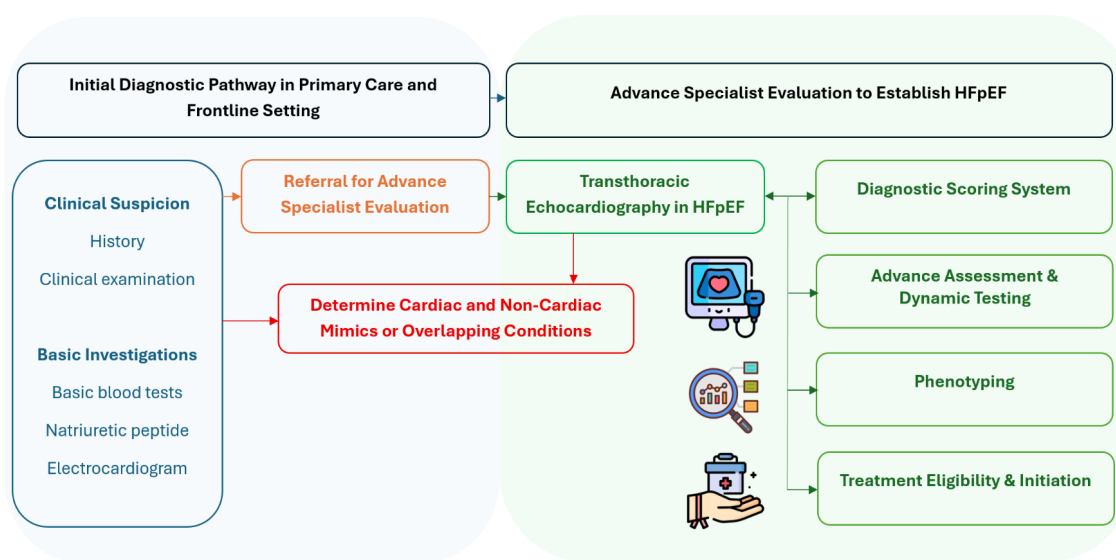 Initial Diagnostic Pathway in Primary Care and
Frontline Setting
Advance Specialist Evaluation to Establish HFpEF
Clinical Suspicion
History
Clinical examination
Basic Investigations
Basic blood tests
Natriuretic peptide
Electrocardiogram
Referral for Advance
Specialist Evaluation
Determine Cardiac and Non-Cardiac
Mimics or Overlapping Conditions
Transthoracic
Echocardiography in HFpEF
Diagnostic Scoring System
Advance Assessment &
Dynamic Testing
Phenotyping
Treatment Eligibility & Initiation